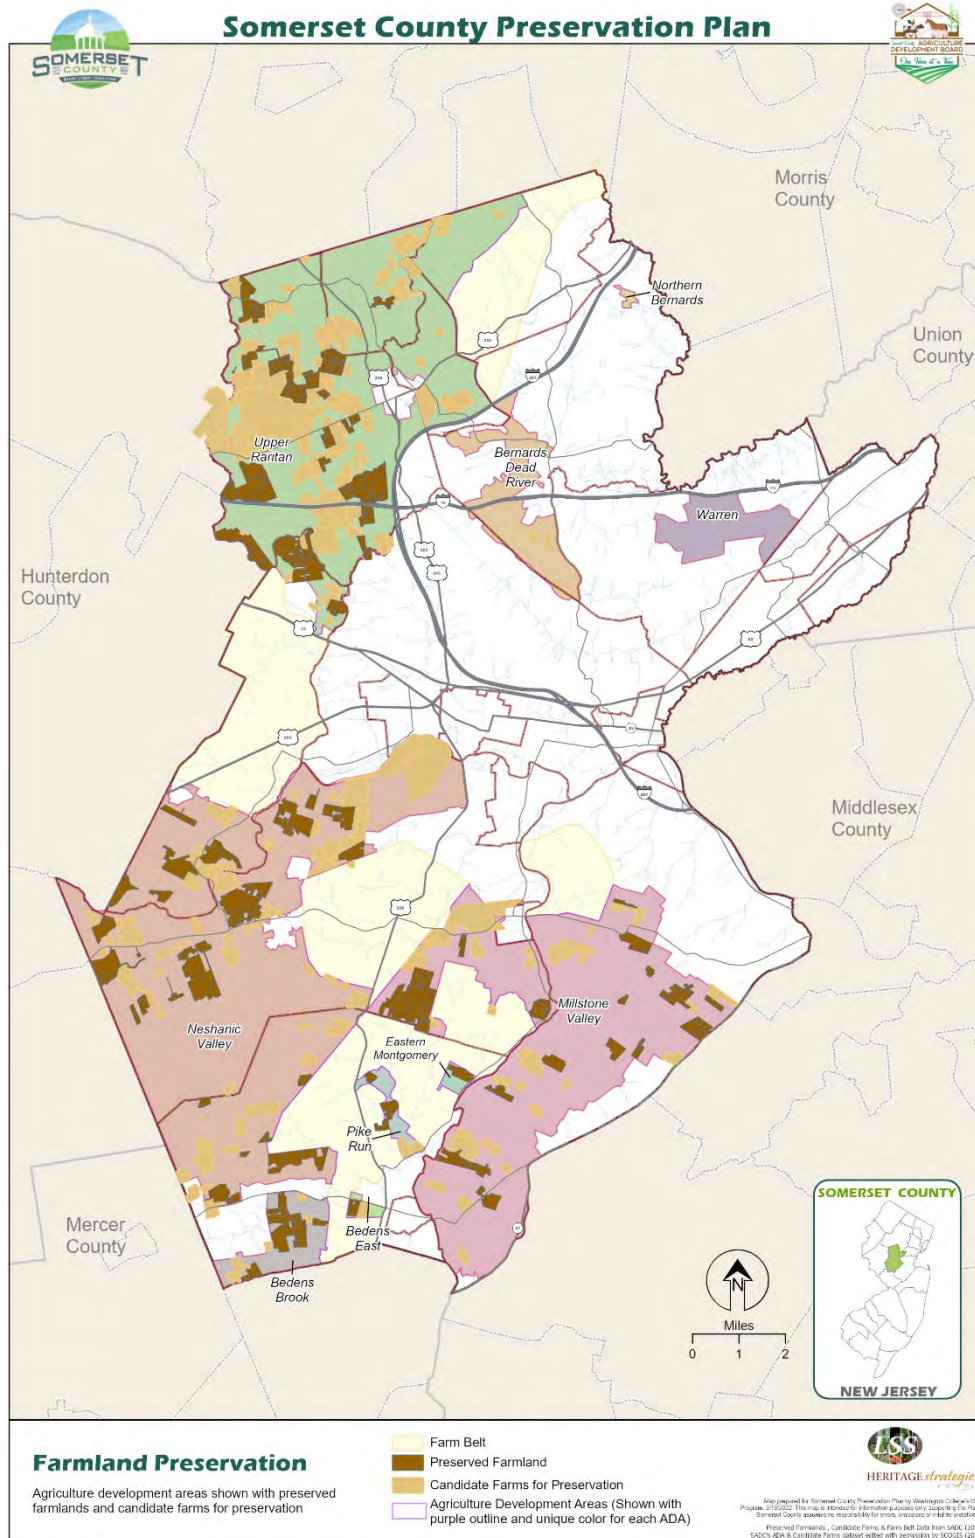 Somerset County Preservation Plan
SOMERSET
COUNTY
AGRICULTURE
DEVELOPMENT BOARD
Morris
County
Northern
Bernards
Union
County
Upper
Raritan
Bernards
Dead
River
Warren
Hunterdon
County
Middlesex
County
Millstone
Valley
Neshanic
Valley
Eastern
Montgomery
Pike
Run
Mercer
County
Bedens
East
Bedens
Brook
N
Miles
0 1 2
SOMERSET COUNTY
NEW JERSEY
Farmland Preservation
Agriculture development areas shown with preserved
farmlands and candidate farms for preservation
Farm Belt
Preserved Farmland
Candidate Farms for Preservation
Agriculture Development Areas (Shown with
purple outline and unique color for each ADA)
LSS
HERITAGE strategies